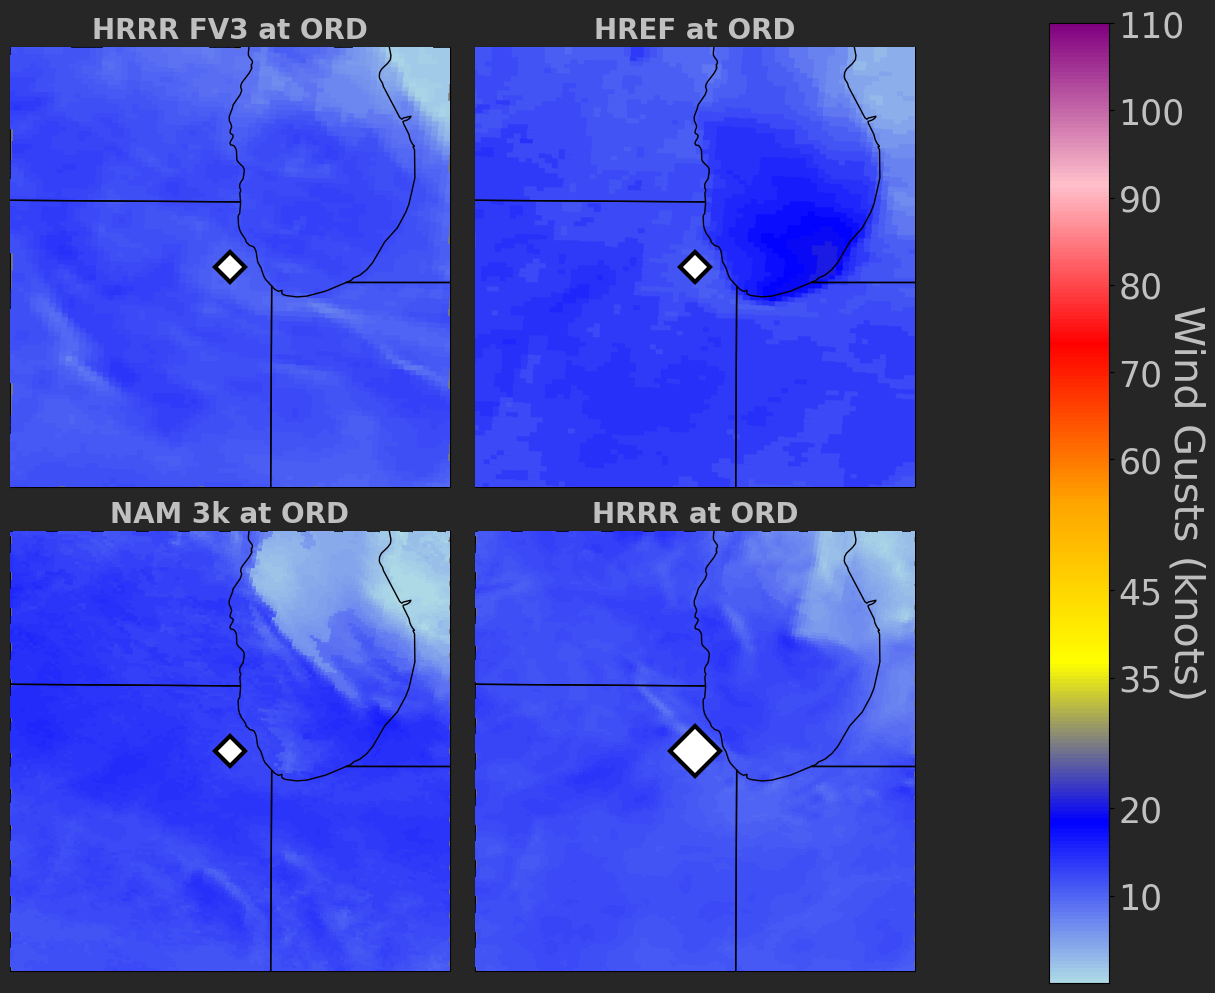 HRRR FV3 at ORD
HREF at ORD
NAM 3k at ORD
HRRR at ORD
110
100
90
80
70
60
45
35
20
10
Wind Gusts (knots)